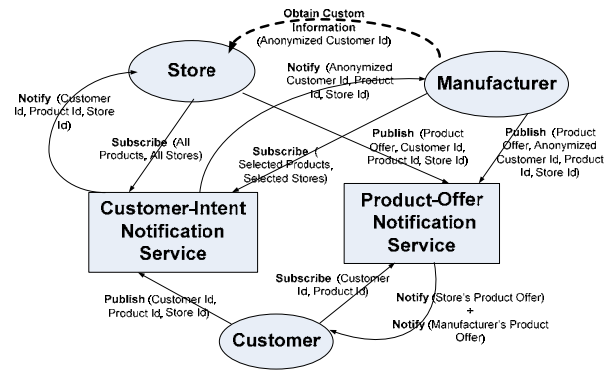 Obtain Custom
Information
(Anonymized Customer Id)
Store
Manufacturer
Notify (Anonymized
Customer Id, Product
Id, Store Id)
Notify (Customer
Id, Product Id, Store
Id)
Subscribe (All
Products, All Stores)
Subscribe (
Selected Products,
Selected Stores)
Publish (Product
Offer, Customer Id,
Product Id, Store Id)
Publish (Product
Offer, Anonymized
Customer Id, Product
Id, Store Id)
Customer-Intent
Notification
Service
Product-Offer
Notification
Service
Publish (Customer Id,
Product Id, Store Id)
Subscribe (Customer
Id, Product Id)
Notify (Store's Product Offer)
+
Notify (Manufacturer's Product
Offer)
Customer